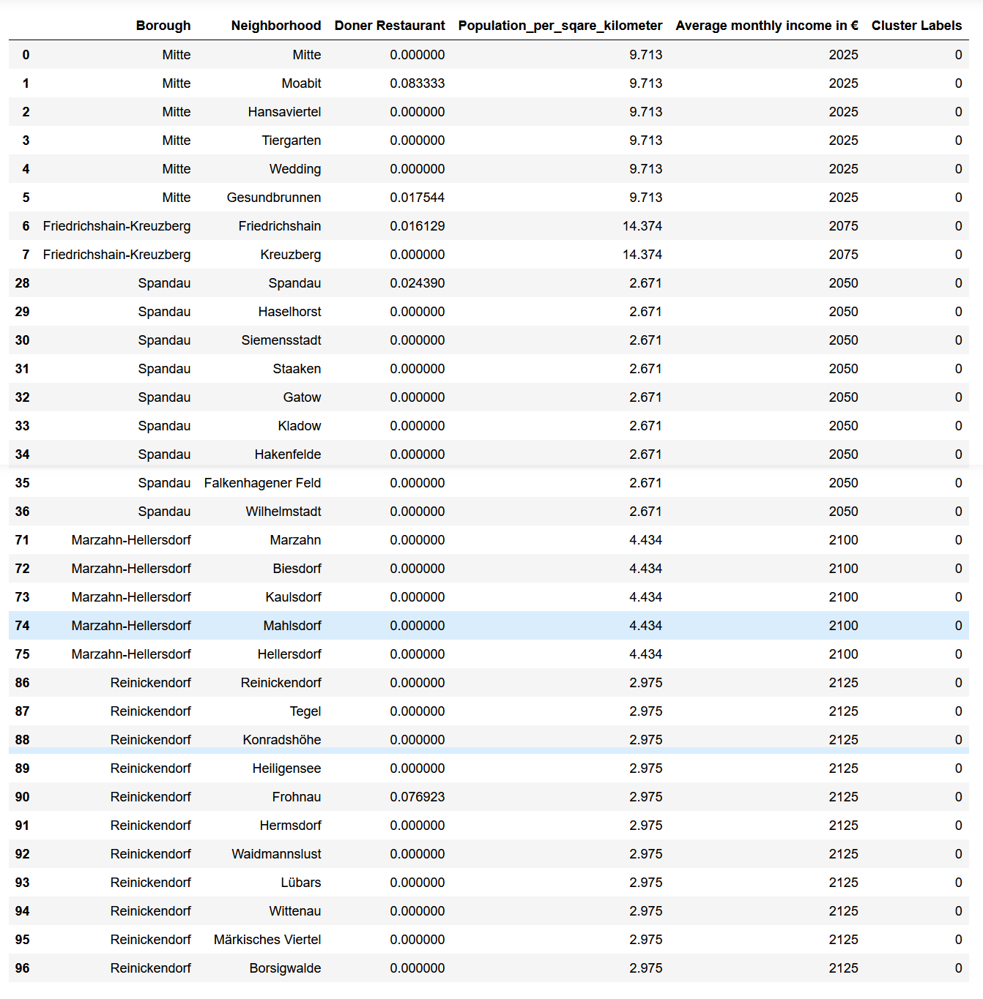 Borough Neighborhood Doner Restaurant Population_per_sqare_kilometer Average monthly income in € Cluster Labels
0 Mitte Mitte 0.000000 9.713 2025 0
1 Mitte Moabit 0.083333 9.713 2025 0
2 Mitte Hansaviertel 0.000000 9.713 2025 0
3 Mitte Tiergarten 0.000000 9.713 2025 0
4 Mitte Wedding 0.000000 9.713 2025 0
5 Mitte Gesundbrunnen 0.017544 9.713 2025 0
6 Friedrichshain-Kreuzberg Friedrichshain 0.016129 14.374 2075 0
7 Friedrichshain-Kreuzberg Kreuzberg 0.000000 14.374 2075 0
28 Spandau Spandau 0.024390 2.671 2050 0
29 Spandau Haselhorst 0.000000 2.671 2050 0
30 Spandau Siemensstadt 0.000000 2.671 2050 0
31 Spandau Staaken 0.000000 2.671 2050 0
32 Spandau Gatow 0.000000 2.671 2050 0
33 Spandau Kladow 0.000000 2.671 2050 0
34 Spandau Hakenfelde 0.000000 2.671 2050 0
35 Spandau Falkenhagener Feld 0.000000 2.671 2050 0
36 Spandau Wilhelmstadt 0.000000 2.671 2050 0
71 Marzahn-Hellersdorf Marzahn 0.000000 4.434 2100 0
72 Marzahn-Hellersdorf Biesdorf 0.000000 4.434 2100 0
73 Marzahn-Hellersdorf Kaulsdorf 0.000000 4.434 2100 0
74 Marzahn-Hellersdorf Mahlsdorf 0.000000 4.434 2100 0
75 Marzahn-Hellersdorf Hellersdorf 0.000000 4.434 2100 0
86 Reinickendorf Reinickendorf 0.000000 2.975 2125 0
87 Reinickendorf Tegel 0.000000 2.975 2125 0
88 Reinickendorf Konradshöhe 0.000000 2.975 2125 0
89 Reinickendorf Heiligensee 0.000000 2.975 2125 0
90 Reinickendorf Frohnau 0.076923 2.975 2125 0
91 Reinickendorf Hermsdorf 0.000000 2.975 2125 0
92 Reinickendorf Waidmannslust 0.000000 2.975 2125 0
93 Reinickendorf Lübars 0.000000 2.975 2125 0
94 Reinickendorf Wittenau 0.000000 2.975 2125 0
95 Reinickendorf Märkisches Viertel 0.000000 2.975 2125 0
96 Reinickendorf Borsigwalde 0.000000 2.975 2125 0